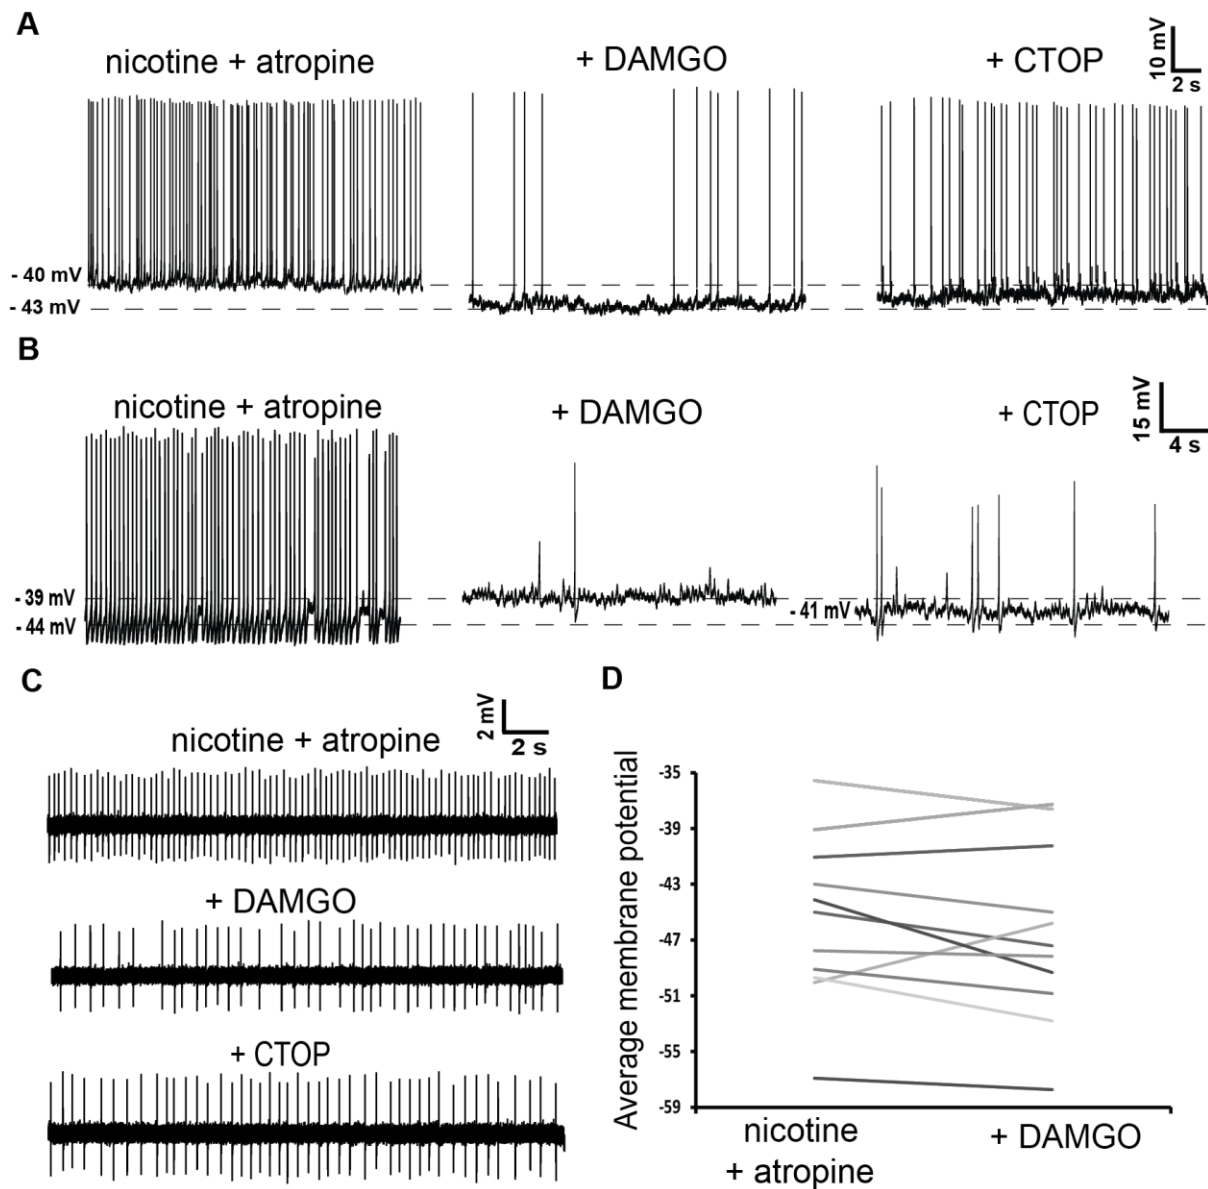 A
nicotine + atropine
+ DAMGO
+ CTOP
10 mV
2 s
- 40 mV
- 43 mV
B
nicotine + atropine
+ DAMGO
+ CTOP
15 mV
4 s
- 39 mV
- 44 mV
- 41 mV
C
nicotine + atropine
2 mV
2 s
+ DAMGO
+ CTOP
D
Average membrane potential
-35
-39
-43
-47
-51
-55
-59
nicotine
+ atropine
+ DAMGO